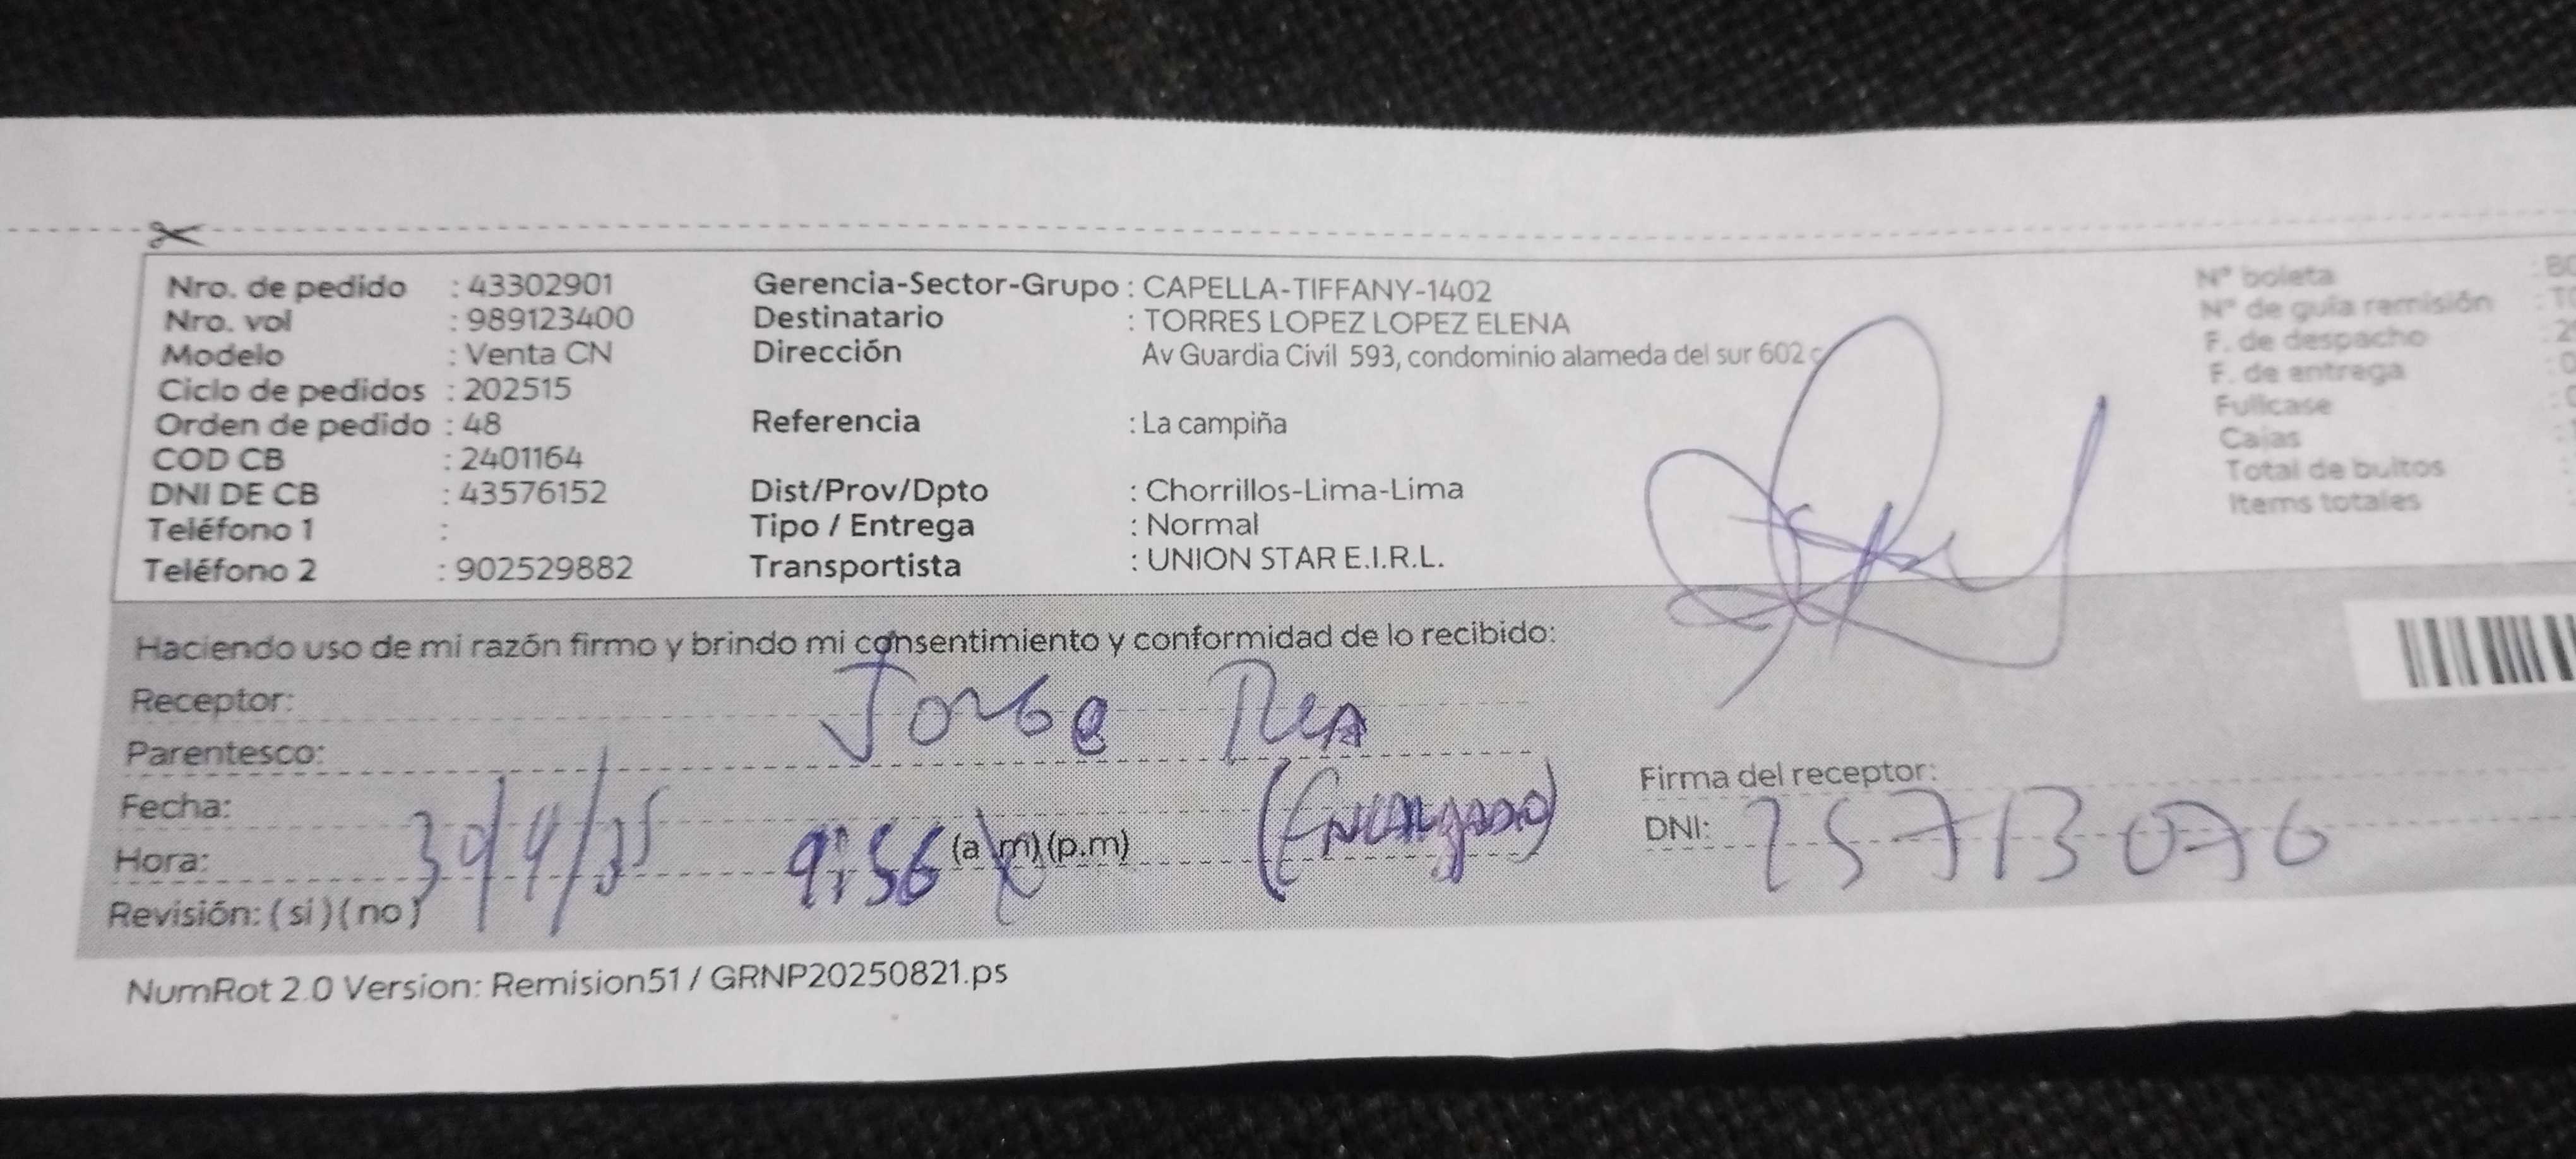 Nro. de pedido : 43302901
Nro. vol : 989123400
Modelo : Venta CN
Ciclo de pedidos : 202515
Orden de pedido : 48
COD CB : 2401164
DNI DE CB : 43576152
Teléfono 1 :
Teléfono 2 : 902529882
Gerencia-Sector-Grupo : CAPELLA-TIFFANY-1402
Destinatario : TORRES LOPEZ LOPEZ ELENA
Dirección Av Guardia Civil 593, condominio alameda del sur 602
Referencia : La campiña
Dist/Prov/Dpto : Chorrillos-Lima-Lima
Tipo / Entrega : Normal
Transportista : UNION STAR E.I.R.L.
N° boleta
N° de guía remisión
F. de despacho
F. de entrega
Fullcase
Cajas
Total de bultos
Items totales
Haciendo uso de mi razón firmo y brindo mi consentimiento y conformidad de lo recibido:
Receptor: Jorge
Parentesco:
(Encargado)
Fecha:
Hora: 9:56 (a.m) (p.m)
Revisión: (si) (no)
Firma del receptor:
DNI: 25713076
NumRot 2.0 Version: Remision51 / GRNP20250821.ps